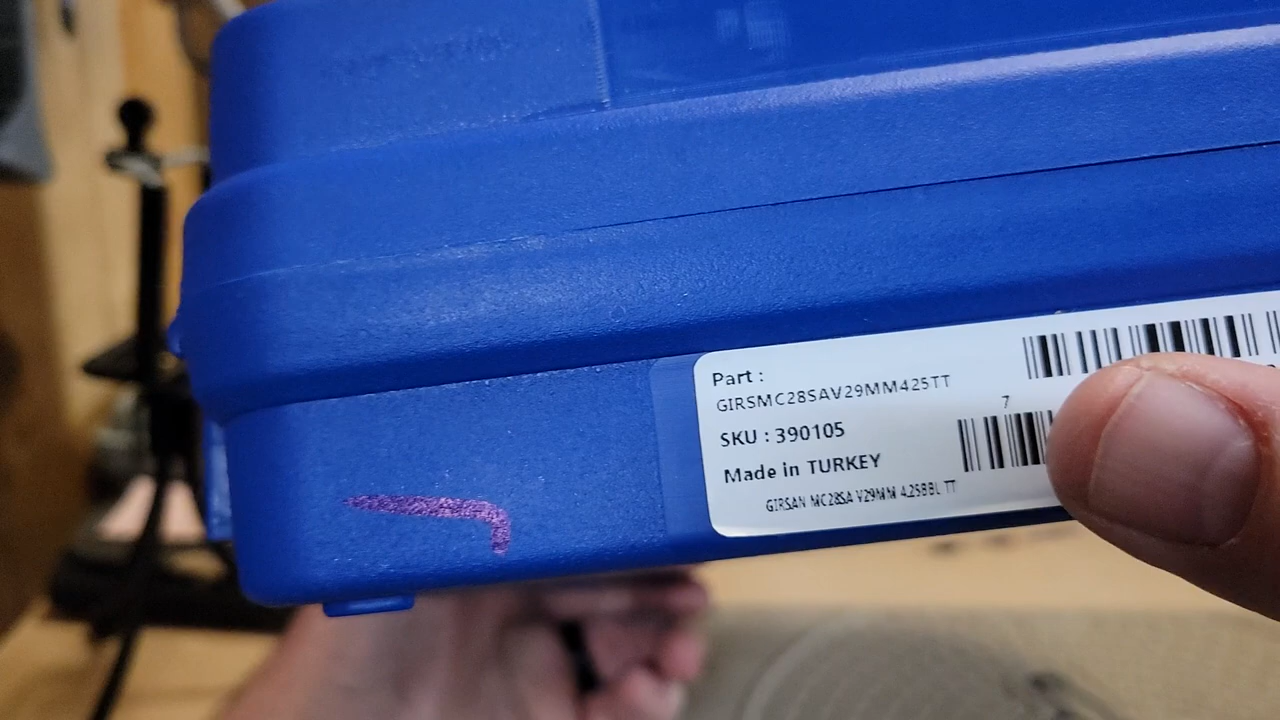 Part :
GIRSMC28SAV29MM425TT
SKU : 390105
7
Made in TURKEY
GIRSAN MC28SA V29MM 4.25BBL TT